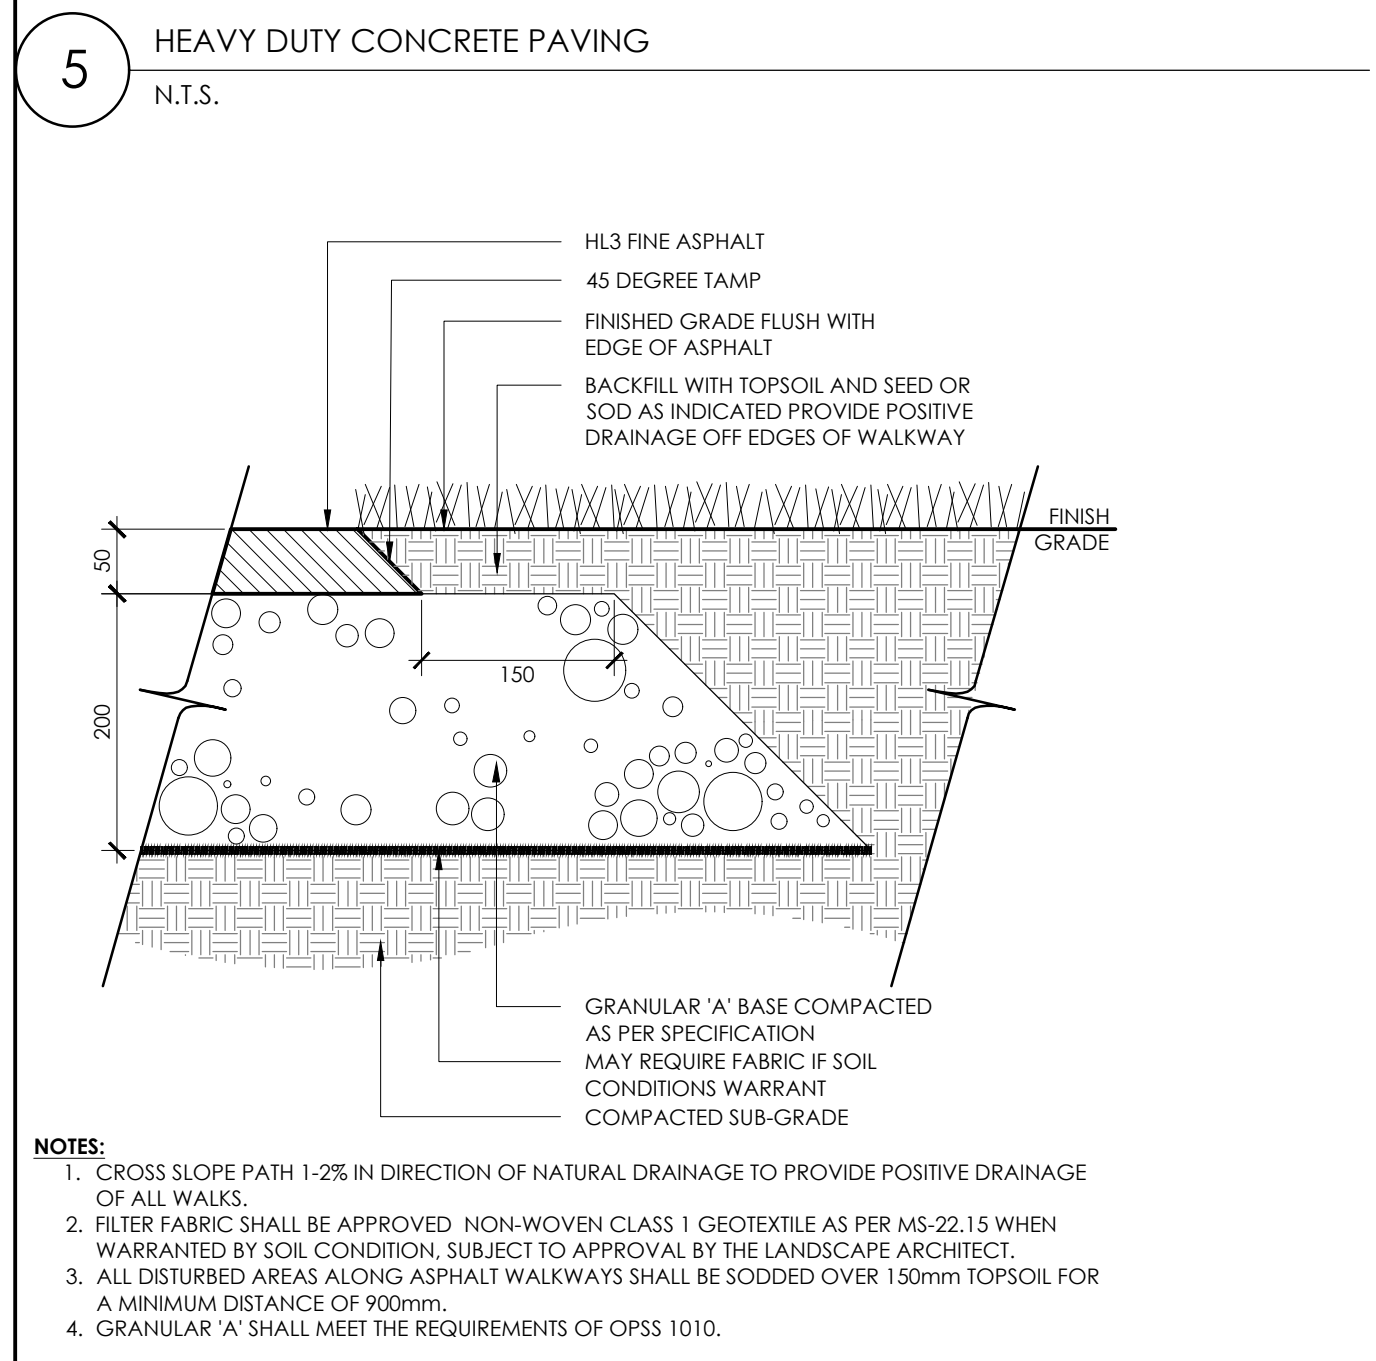 5
HEAVY DUTY CONCRETE PAVING
N.T.S.
HL3 FINE ASPHALT
45 DEGREE TAMP
FINISHED GRADE FLUSH WITH
EDGE OF ASPHALT
BACKFILL WITH TOPSOIL AND SEED OR
SOD AS INDICATED PROVIDE POSITIVE
DRAINAGE OFF EDGES OF WALKWAY
FINISH
GRADE
50
150
200
GRANULAR 'A' BASE COMPACTED
AS PER SPECIFICATION
MAY REQUIRE FABRIC IF SOIL
CONDITIONS WARRANT
COMPACTED SUB-GRADE
NOTES:
1. CROSS SLOPE PATH 1-2% IN DIRECTION OF NATURAL DRAINAGE TO PROVIDE POSITIVE DRAINAGE
OF ALL WALKS.
2. FILTER FABRIC SHALL BE APPROVED NON-WOVEN CLASS 1 GEOTEXTILE AS PER MS-22.15 WHEN
WARRANTED BY SOIL CONDITION, SUBJECT TO APPROVAL BY THE LANDSCAPE ARCHITECT.
3. ALL DISTURBED AREAS ALONG ASPHALT WALKWAYS SHALL BE SODDED OVER 150mm TOPSOIL FOR
A MINIMUM DISTANCE OF 900mm.
4. GRANULAR 'A' SHALL MEET THE REQUIREMENTS OF OPSS 1010.